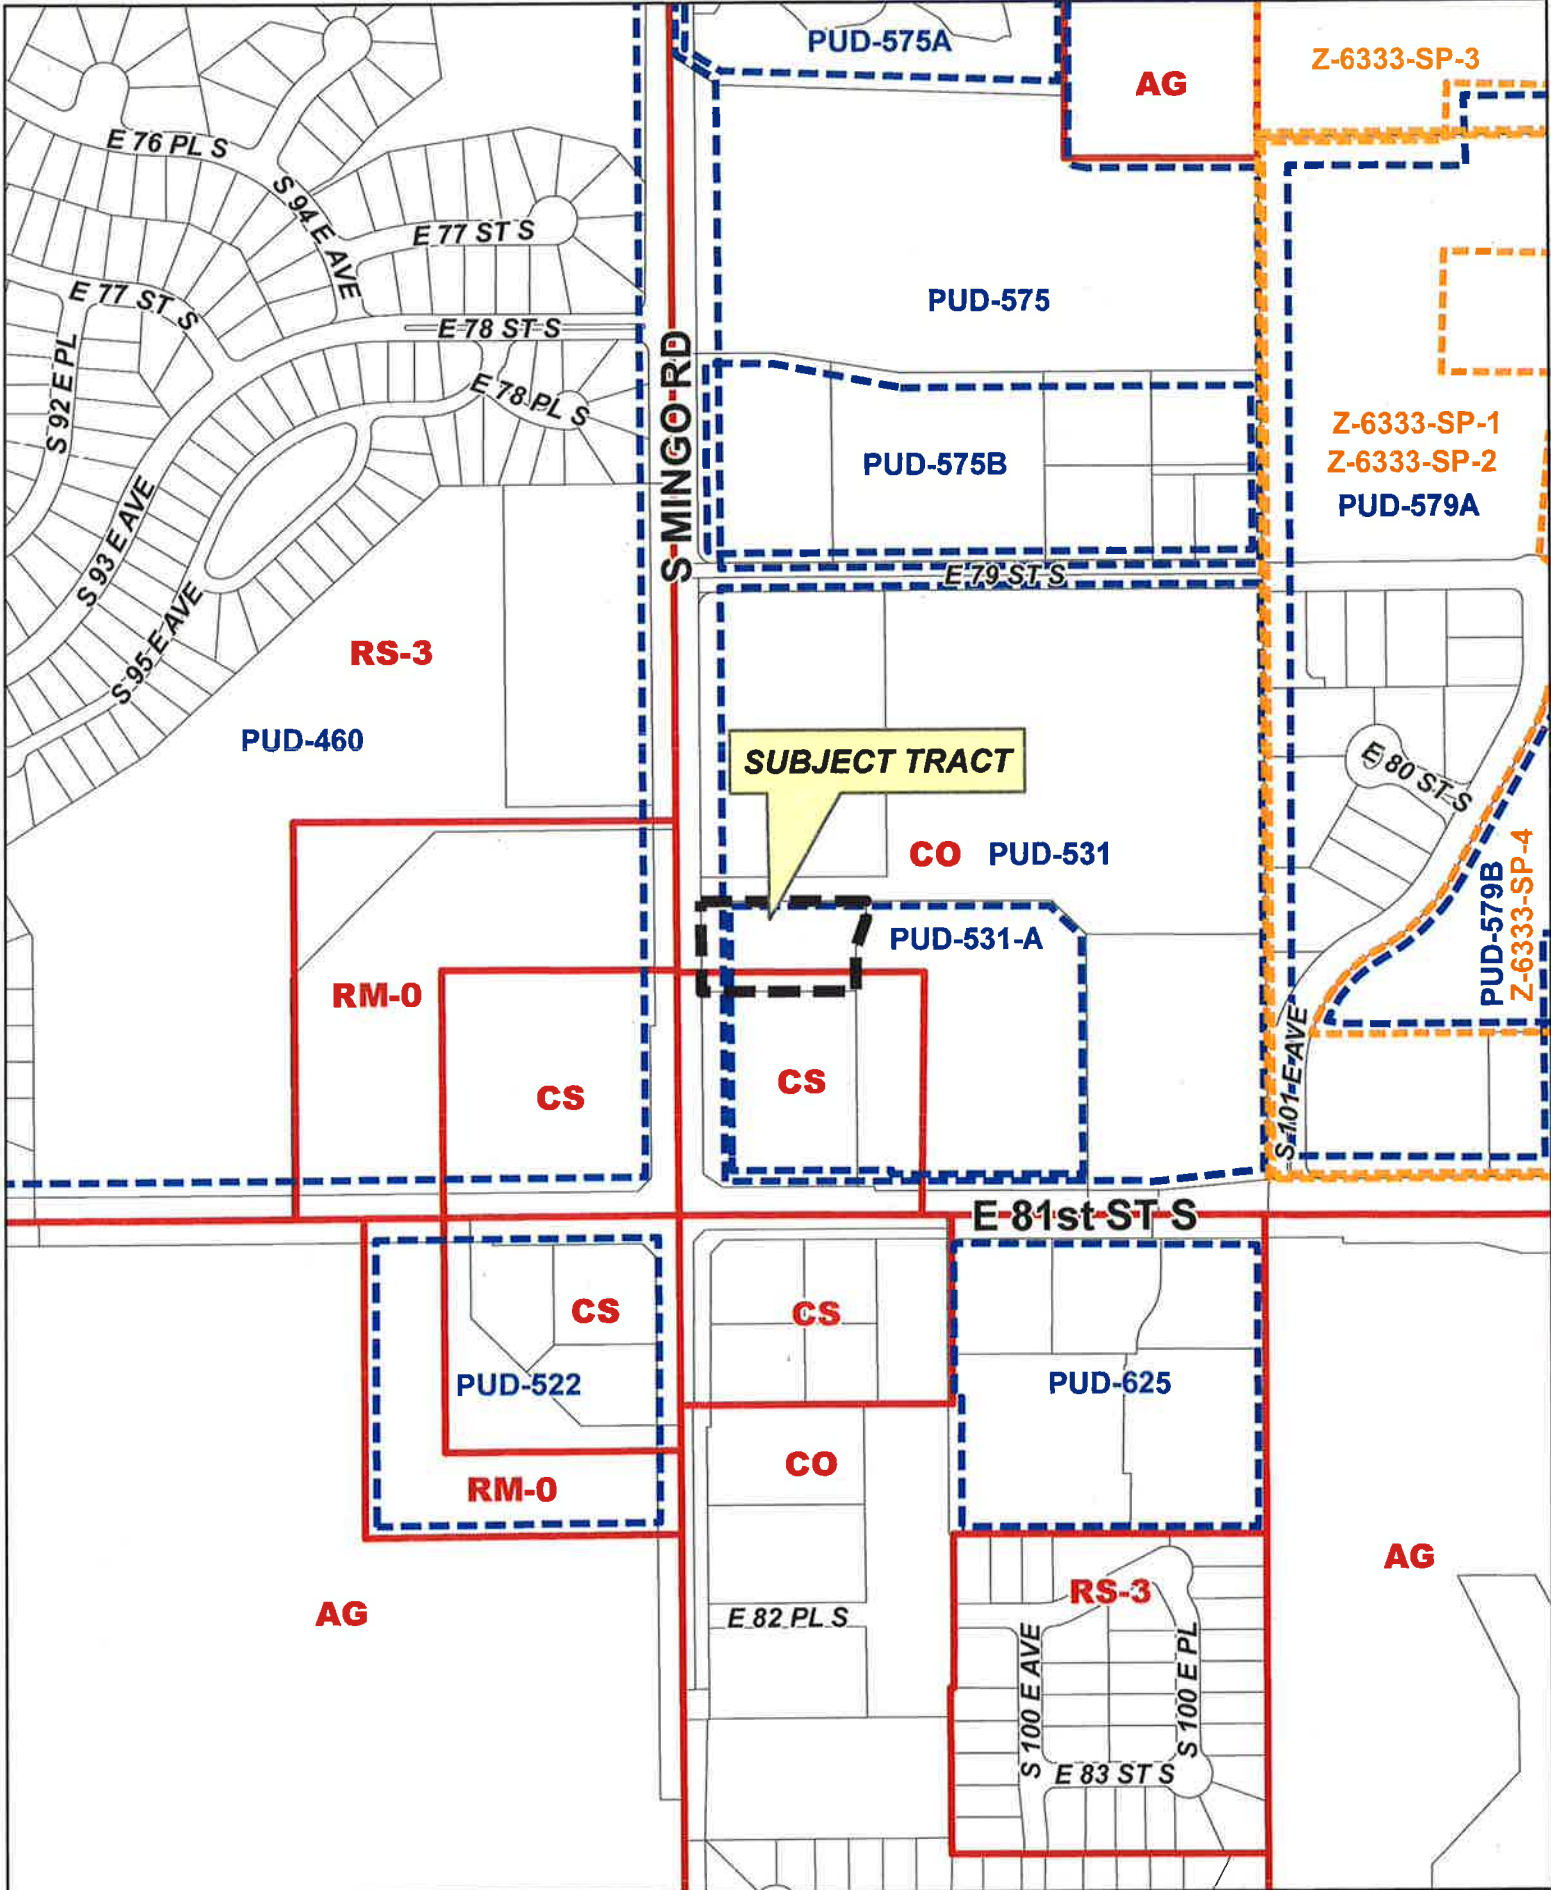 PUD-575A
Z-6333-SP-3
AG
E 76 PL S
S 94 E AVE
E 77 ST S
E 77 ST S
PUD-575
E 78 ST S
S 92 E PL
E 78 PL S
S MINGO RD
Z-6333-SP-1
Z-6333-SP-2
PUD-579A
PUD-575B
S 93 E AVE
E 79 ST S
S 95 E AVE
RS-3
PUD-460
SUBJECT TRACT
E 80 ST S
CO PUD-531
PUD-579B
Z-6333-SP-4
PUD-531-A
RM-0
CS
CS
S 101 E AVE
E 81st ST S
CS
CS
PUD-522
PUD-625
CO
RM-0
AG
RS-3
AG
E 82 PL S
S 100 E AVE
S 100 E PL
E 83 ST S